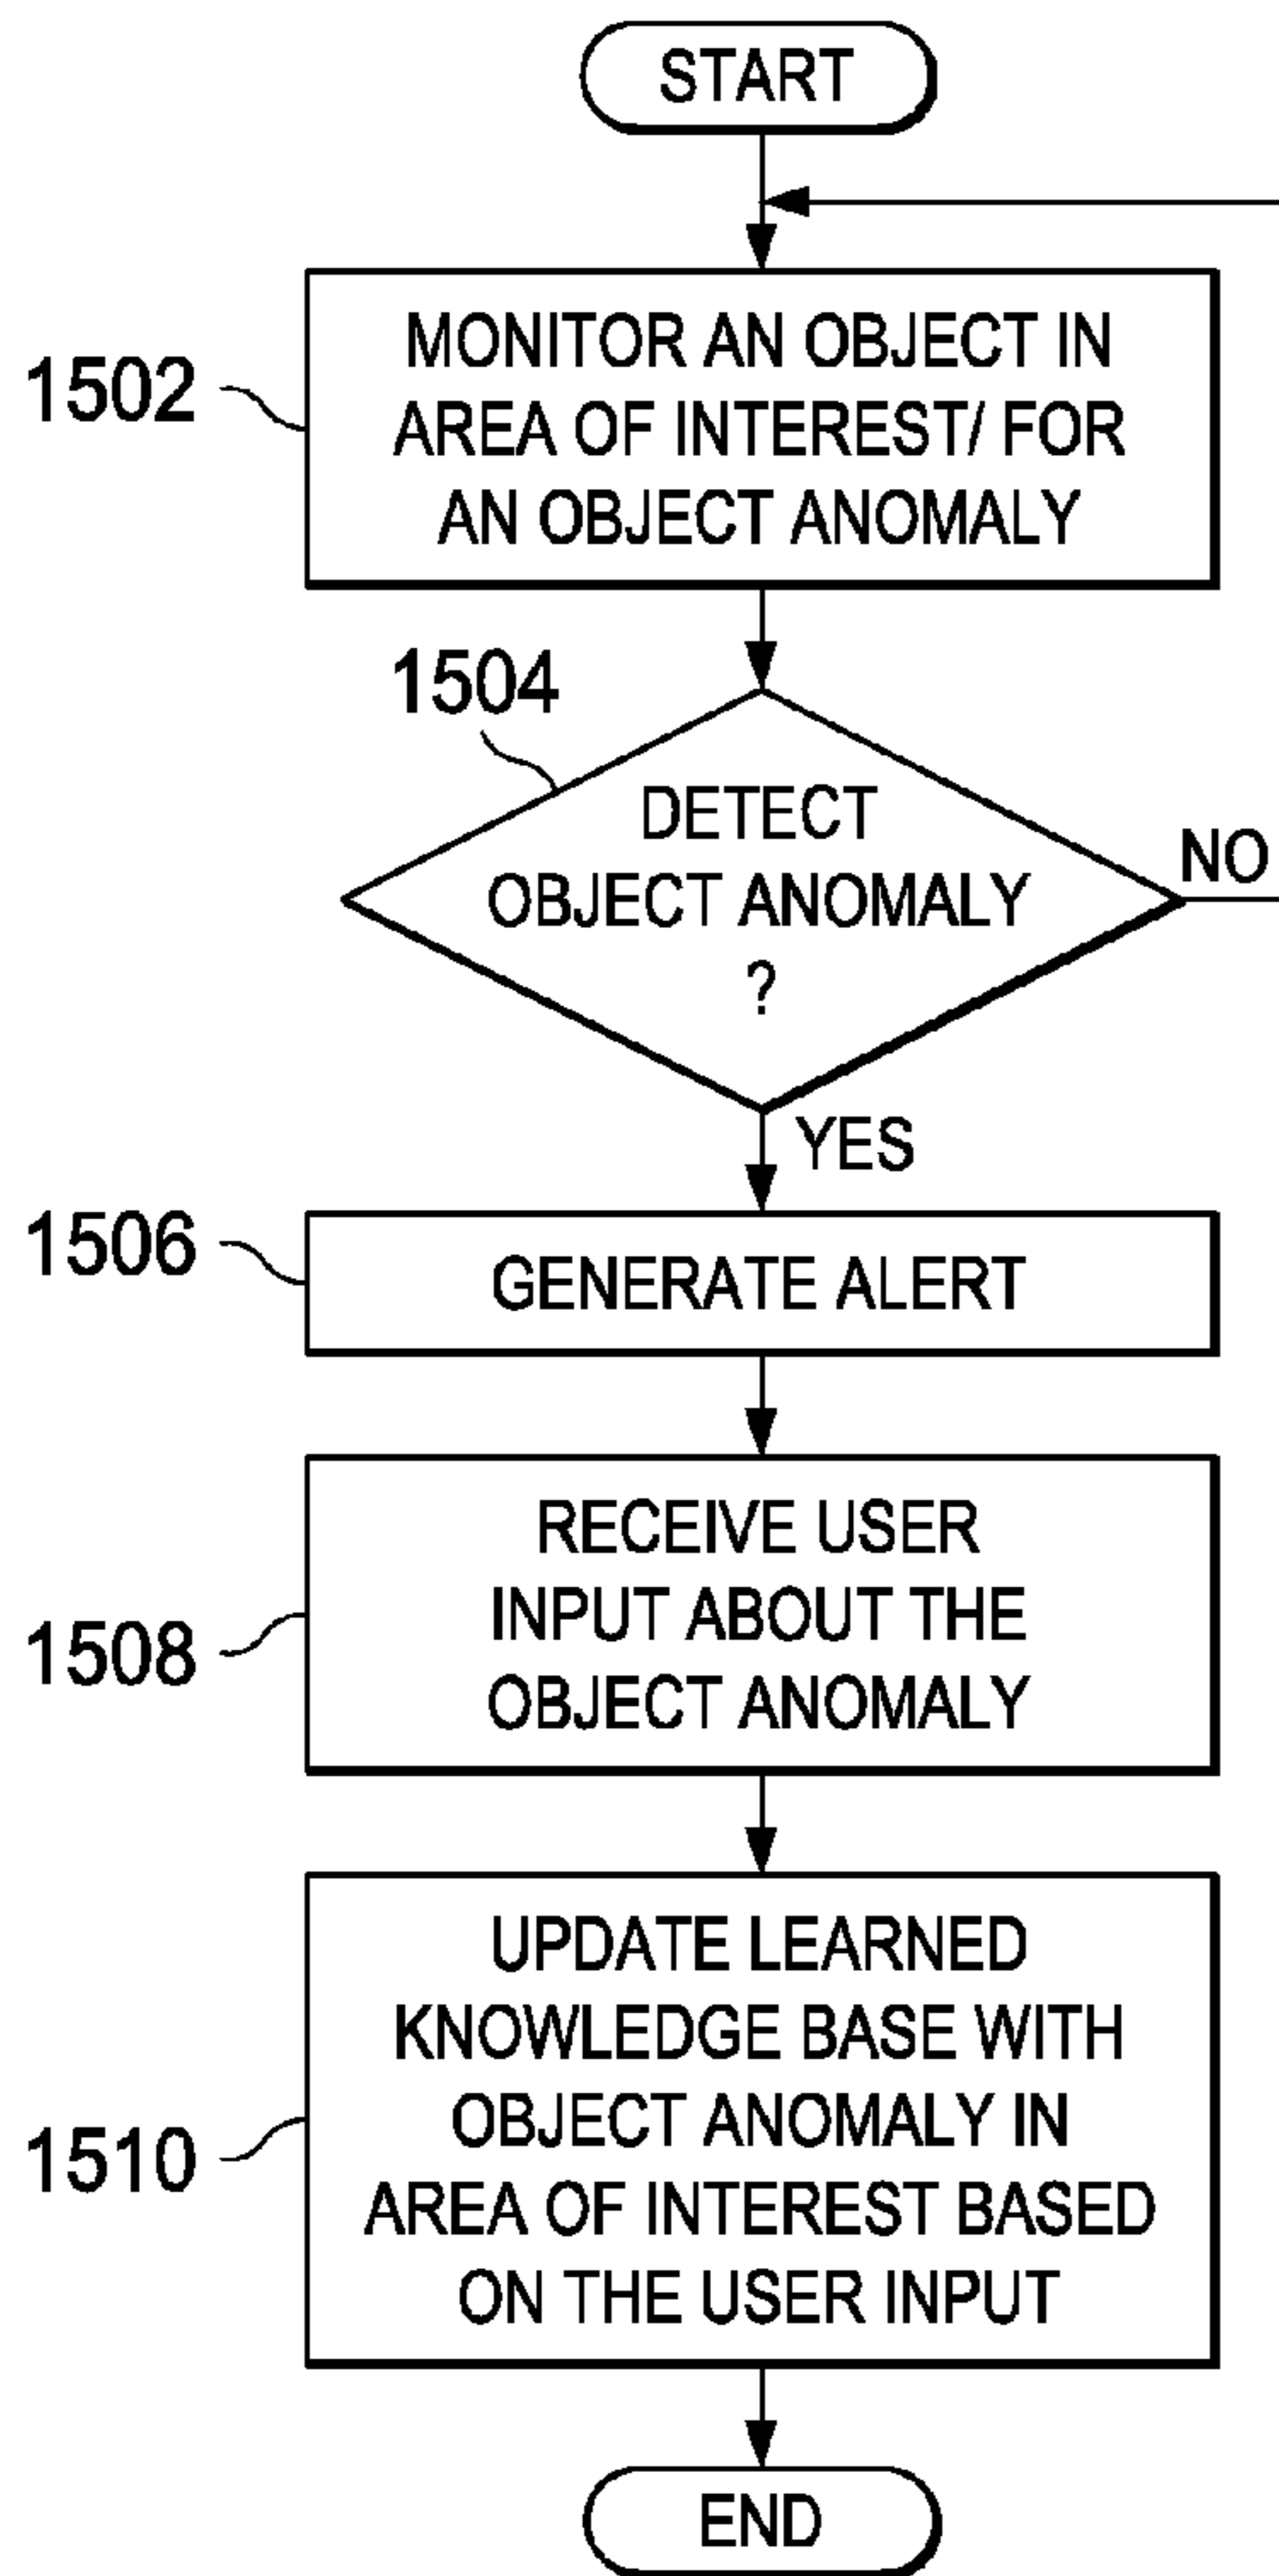 START
1502
MONITOR AN OBJECT IN
AREA OF INTEREST/ FOR
AN OBJECT ANOMALY
1504
DETECT
OBJECT ANOMALY
?
NO
YES
1506
GENERATE ALERT
1508
RECEIVE USER
INPUT ABOUT THE
OBJECT ANOMALY
1510
UPDATE LEARNED
KNOWLEDGE BASE WITH
OBJECT ANOMALY IN
AREA OF INTEREST BASED
ON THE USER INPUT
END